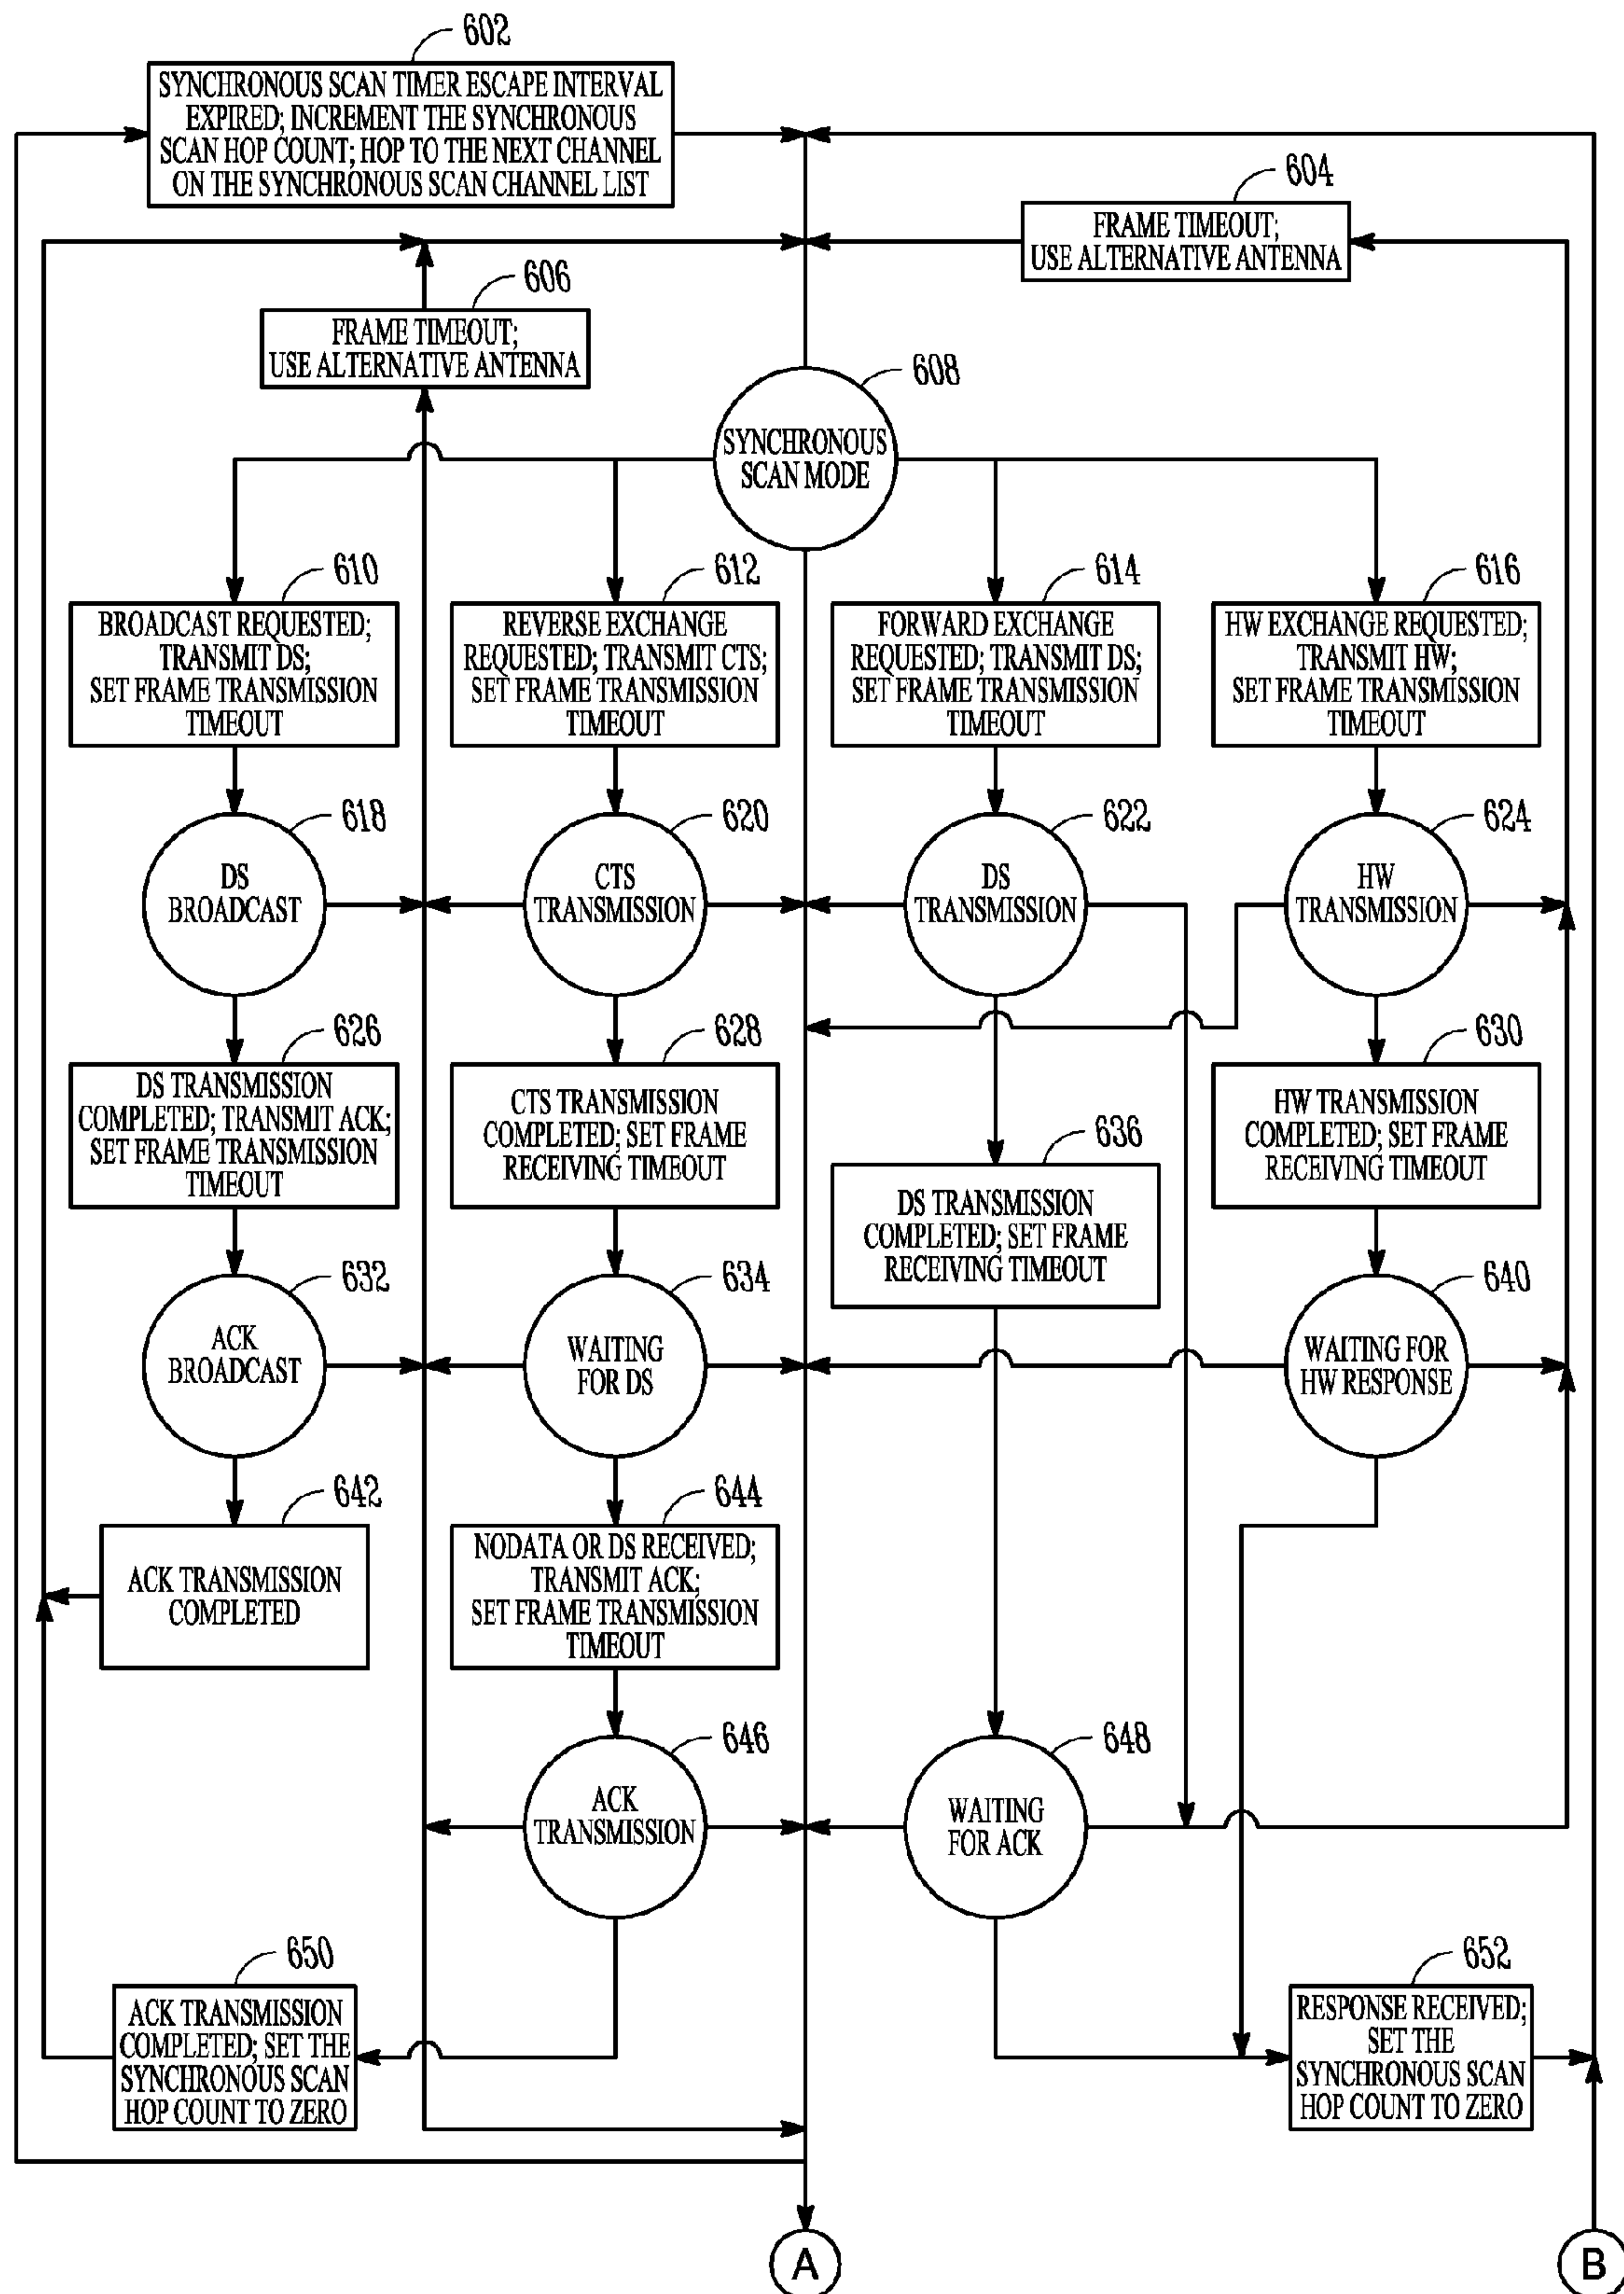 602
SYNCHRONOUS SCAN TIMER ESCAPE INTERVAL
EXPIRED; INCREMENT THE SYNCHRONOUS
SCAN HOP COUNT; HOP TO THE NEXT CHANNEL
ON THE SYNCHRONOUS SCAN CHANNEL LIST
604
FRAME TIMEOUT;
USE ALTERNATIVE ANTENNA
606
FRAME TIMEOUT;
USE ALTERNATIVE ANTENNA
608
SYNCHRONOUS
SCAN MODE
610
BROADCAST REQUESTED;
TRANSMIT DS;
SET FRAME TRANSMISSION
TIMEOUT
612
REVERSE EXCHANGE
REQUESTED; TRANSMIT CTS;
SET FRAME TRANSMISSION
TIMEOUT
614
FORWARD EXCHANGE
REQUESTED; TRANSMIT DS;
SET FRAME TRANSMISSION
TIMEOUT
616
HW EXCHANGE REQUESTED;
TRANSMIT HW;
SET FRAME TRANSMISSION
TIMEOUT
618
DS
BROADCAST
620
CTS
TRANSMISSION
622
DS
TRANSMISSION
624
HW
TRANSMISSION
626
DS TRANSMISSION
COMPLETED; TRANSMIT ACK;
SET FRAME TRANSMISSION
TIMEOUT
628
CTS TRANSMISSION
COMPLETED; SET FRAME
RECEIVING TIMEOUT
636
DS TRANSMISSION
COMPLETED; SET FRAME
RECEIVING TIMEOUT
630
HW TRANSMISSION
COMPLETED; SET FRAME
RECEIVING TIMEOUT
632
ACK
BROADCAST
634
WAITING
FOR DS
640
WAITING FOR
HW RESPONSE
642
ACK TRANSMISSION
COMPLETED
644
NODATA OR DS RECEIVED;
TRANSMIT ACK;
SET FRAME TRANSMISSION
TIMEOUT
646
ACK
TRANSMISSION
648
WAITING
FOR ACK
650
ACK TRANSMISSION
COMPLETED; SET THE
SYNCHRONOUS SCAN
HOP COUNT TO ZERO
652
RESPONSE RECEIVED;
SET THE
SYNCHRONOUS SCAN
HOP COUNT TO ZERO
A
B